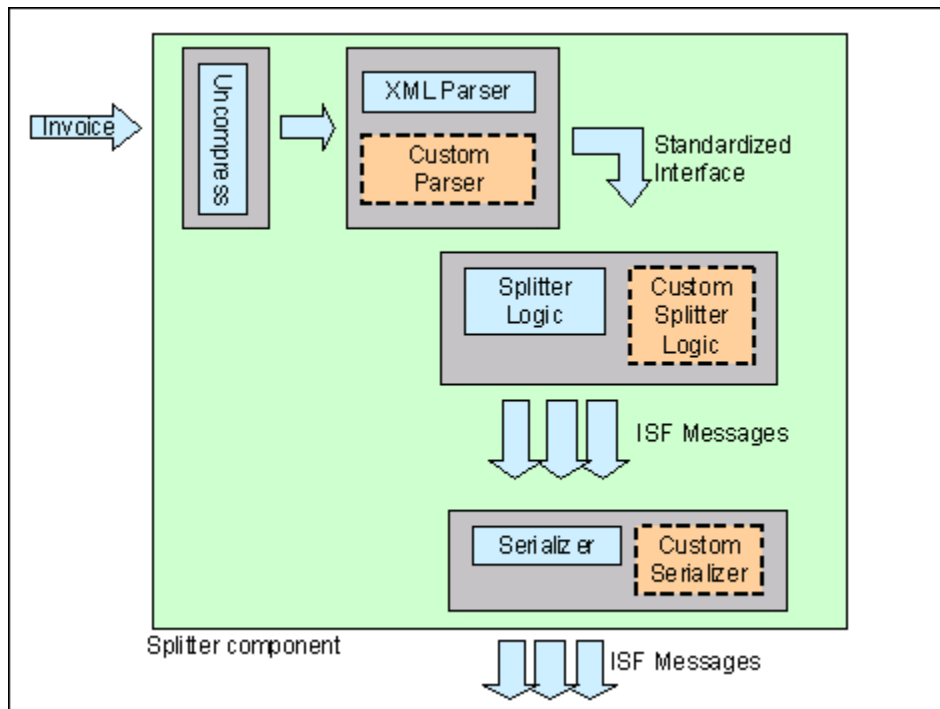 Invoice
Uncompress
XML Parser
Custom
Parser
Standardized
Interface
Splitter
Logic
Custom
Splitter
Logic
ISF Messages
Serializer
Custom
Serializer
Splitter component
ISF Messages